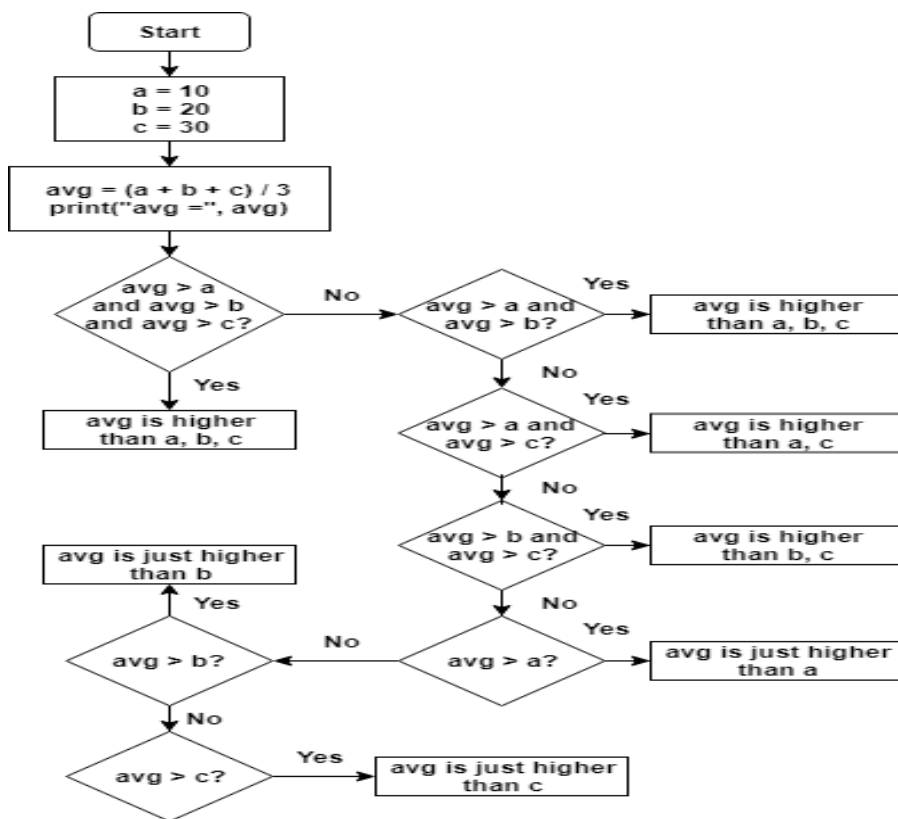 Start
a = 10
b = 20
c = 30
avg = (a + b + c) / 3
print("avg =", avg)
avg > a
and avg > b
and avg > c?
No
Yes
avg is higher
than a, b, c
avg > a and
avg > b?
Yes
avg is higher
than a, b, c
No
avg > a and
avg > c?
Yes
avg is higher
than a, c
No
avg > b and
avg > c?
Yes
avg is higher
than b, c
No
avg > a?
Yes
avg is just higher
than a
No
avg > b?
Yes
avg is just higher
than b
No
avg > c?
Yes
avg is just higher
than c